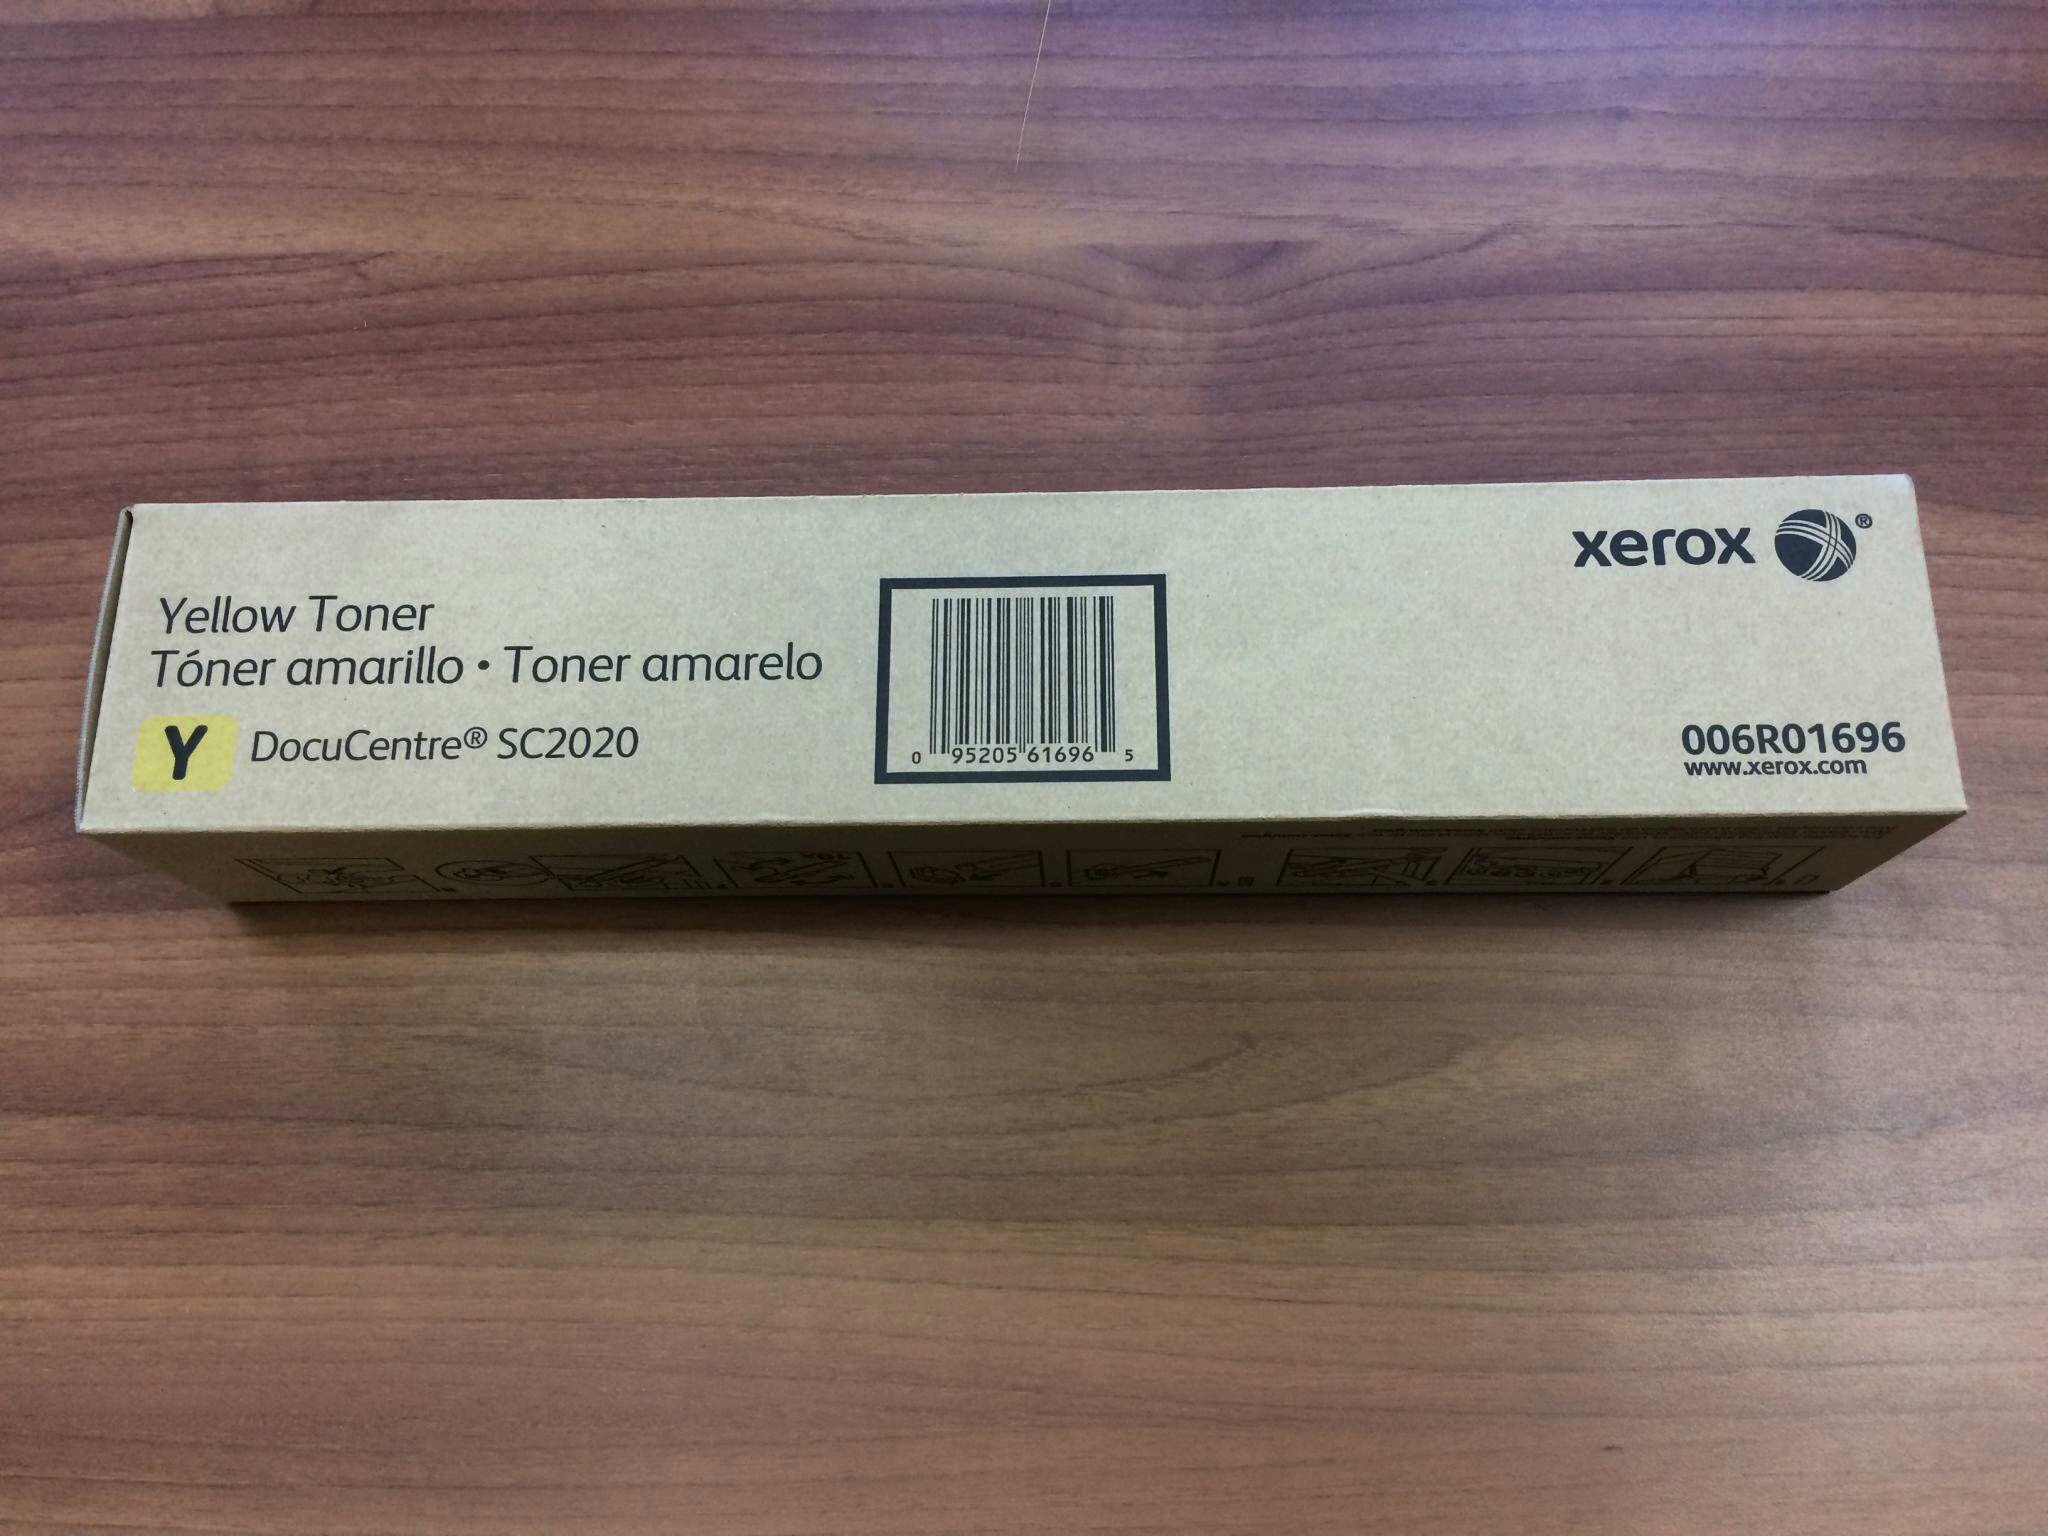 xerox ®
Yellow Toner
Tóner amarillo • Toner amarelo
Y DocuCentre® SC2020
0 95205 61696 5
006R01696
www.xerox.com